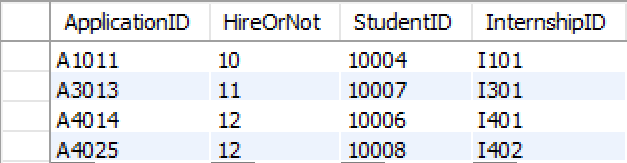 ApplicationID HireOrNot StudentID InternshipID
A1011 10 10004 I101
A3013 11 10007 I301
A4014 12 10006 I401
A4025 12 10008 I402